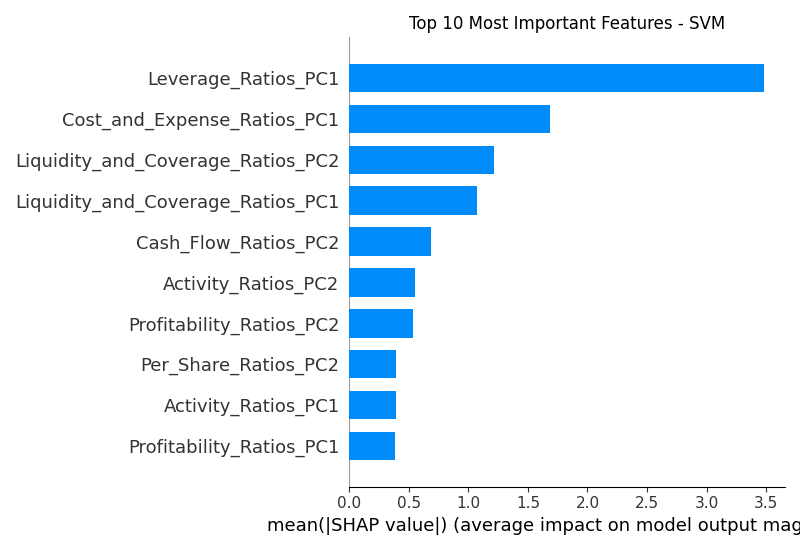 Top 10 Most Important Features - SVM
Leverage_Ratios_PC1
Cost_and_Expense_Ratios_PC1
Liquidity_and_Coverage_Ratios_PC2
Liquidity_and_Coverage_Ratios_PC1
Cash_Flow_Ratios_PC2
Activity_Ratios_PC2
Profitability_Ratios_PC2
Per_Share_Ratios_PC2
Activity_Ratios_PC1
Profitability_Ratios_PC1
0.0 0.5 1.0 1.5 2.0 2.5 3.0 3.5
mean(|SHAP value|) (average impact on model output mag